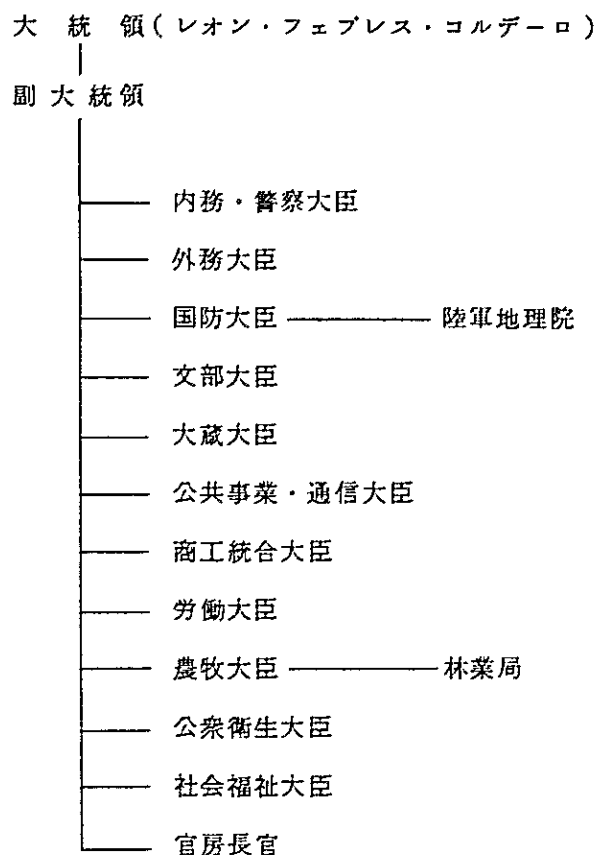 大統領(レオン・フェブレス・コルデーロ)
副大統領
内務・警察大臣
外務大臣
国防大臣 陸軍地理院
文部大臣
大蔵大臣
公共事業・通信大臣
商工統合大臣
労働大臣
農牧大臣 林業局
公衆衛生大臣
社会福祉大臣
官房長官